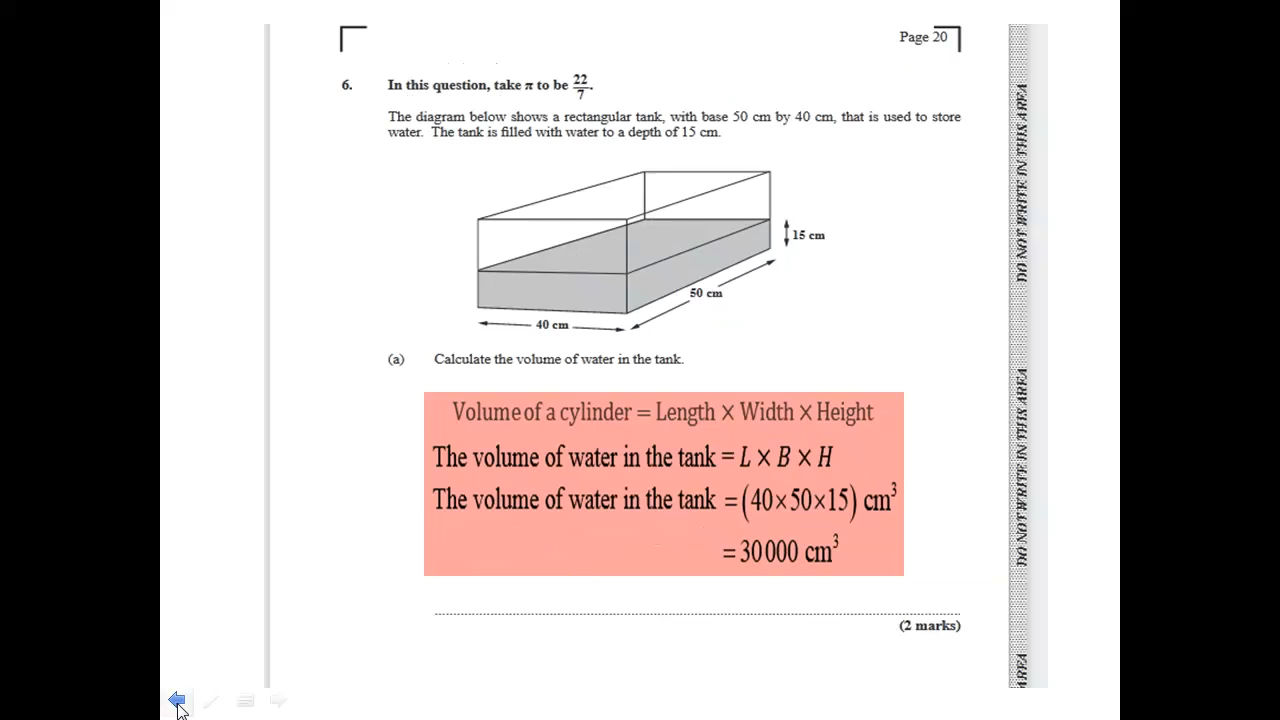 Page 20
6. In this question, take π to be 22/7.
The diagram below shows a rectangular tank, with base 50 cm by 40 cm, that is used to store
water. The tank is filled with water to a depth of 15 cm.
15 cm
50 cm
40 cm
(a) Calculate the volume of water in the tank.
Volume of a cylinder = Length × Width × Height
The volume of water in the tank = L × B × H
The volume of water in the tank = (40×50×15) cm³
= 30000 cm³
(2 marks)
DO NOT WRITE IN THIS AREA
DO NOT WRITE IN THIS AREA
AREA